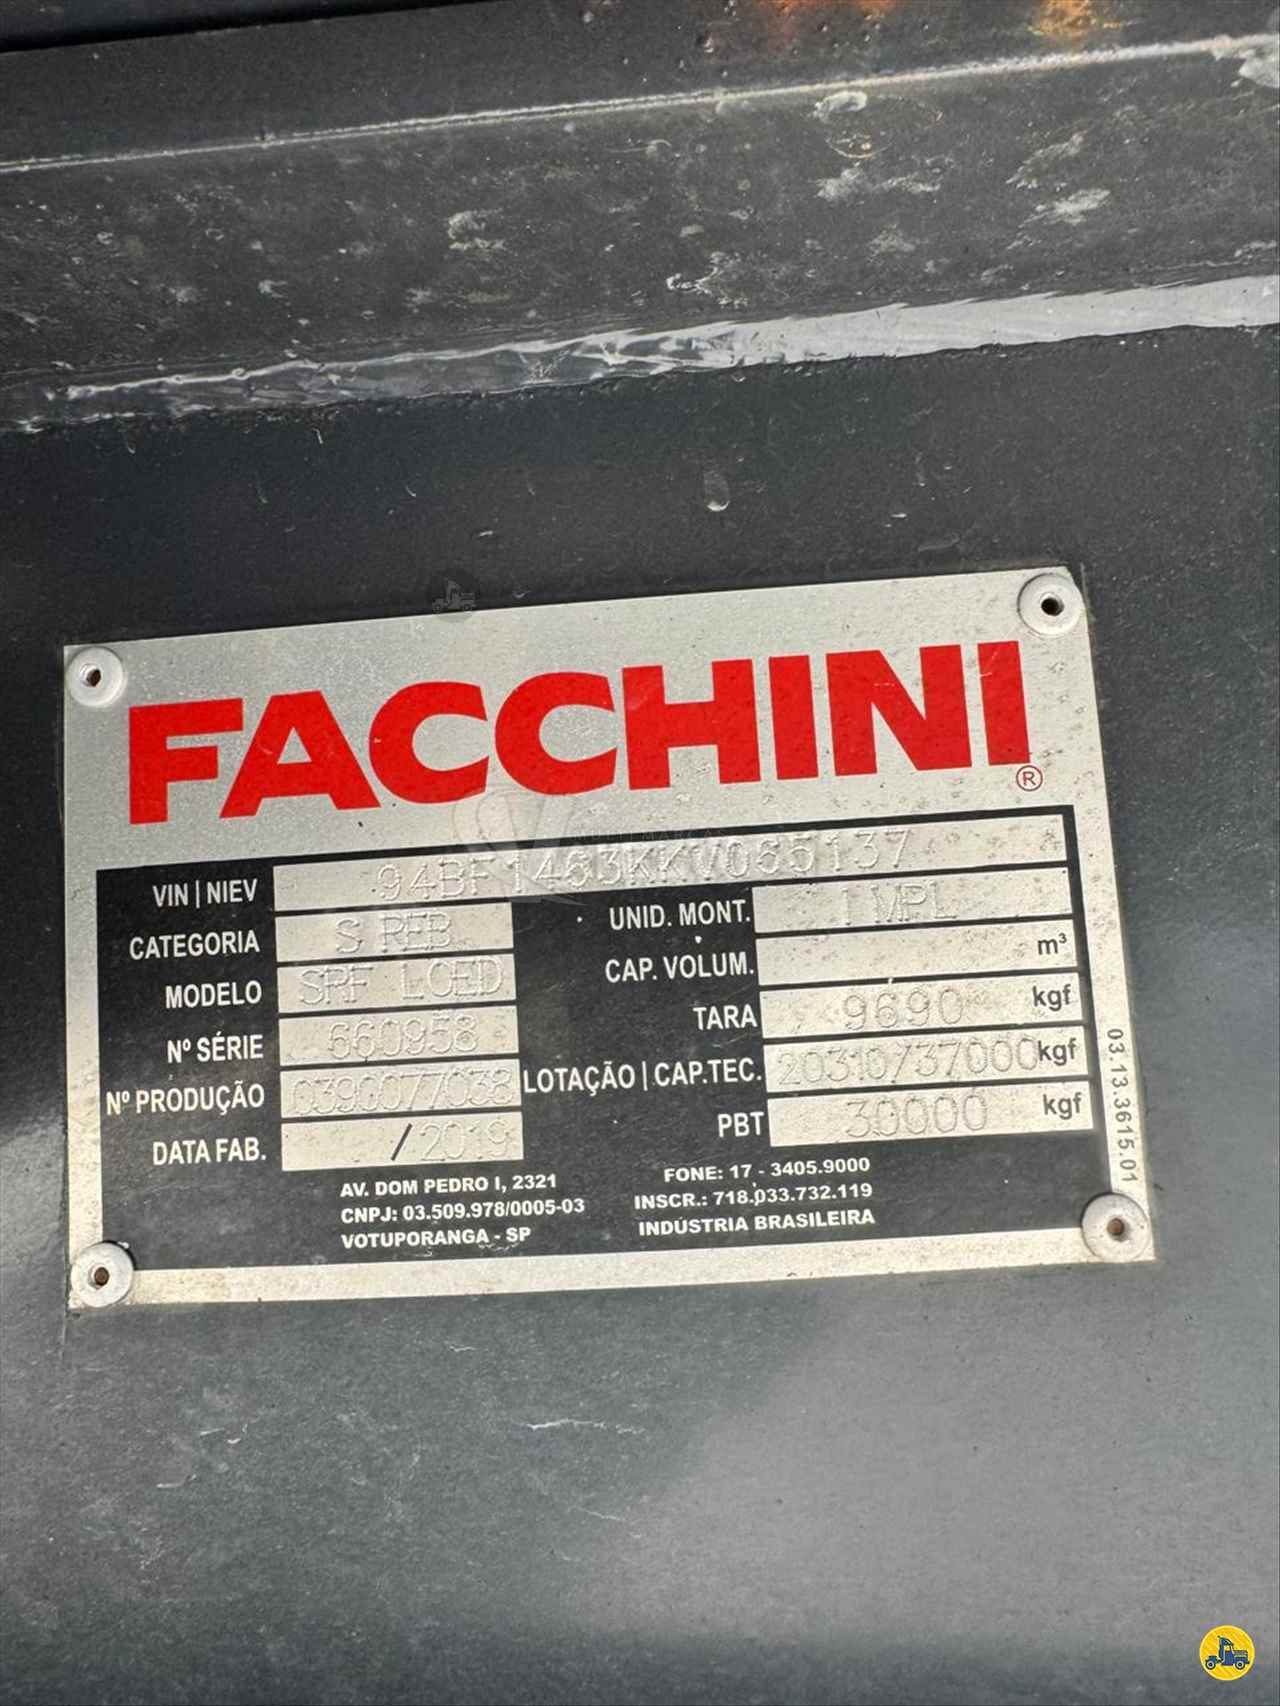 FACCHINI®
VIN | NIEV 94BF1463KKV065137
CATEGORIA S REB UNID. MONT. IMPL
MODELO SRF LCED CAP. VOLUM. m³
Nº SÉRIE 660958 TARA 9690 kgf
Nº PRODUÇÃO 0390077038 LOTAÇÃO | CAP.TEC. 20310/37000 kgf
DATA FAB. /2019 PBT 30000 kgf
AV. DOM PEDRO I, 2321 FONE: 17 - 3405.9000
CNPJ: 03.509.978/0005-03 INSCR.: 718.033.732.119
VOTUPORANGA - SP INDÚSTRIA BRASILEIRA
03.13.3615.01
MULTIMARCAS